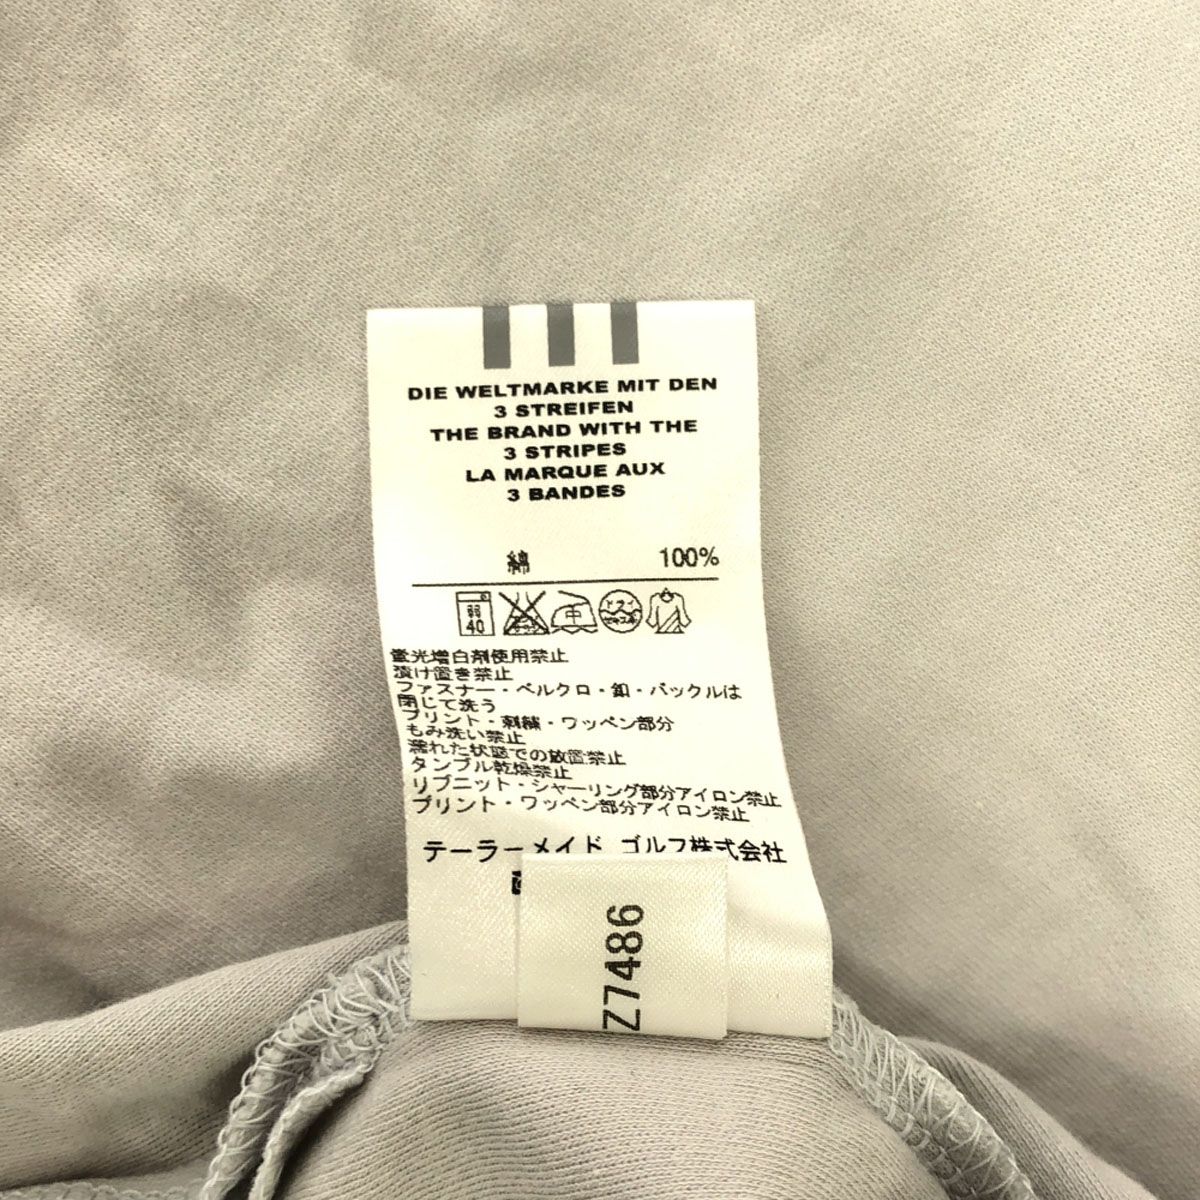 DIE WELTMARKE MIT DEN
3 STREIFEN
THE BRAND WITH THE
3 STRIPES
LA MARQUE AUX
3 BANDES
綿 100%
弱 40 中
蛍光増白剤使用禁止
漬け置き禁止
ファスナー・ベルクロ・釦・バックルは
閉じて洗う
プリント・刺繍・ワッペン部分
もみ洗い禁止
濡れた状態での放置禁止
タンブル乾燥禁止
リブニット・シャーリング部分アイロン禁止
プリント・ワッペン部分アイロン禁止
テーラーメイド ゴルフ株式会社
Z7486